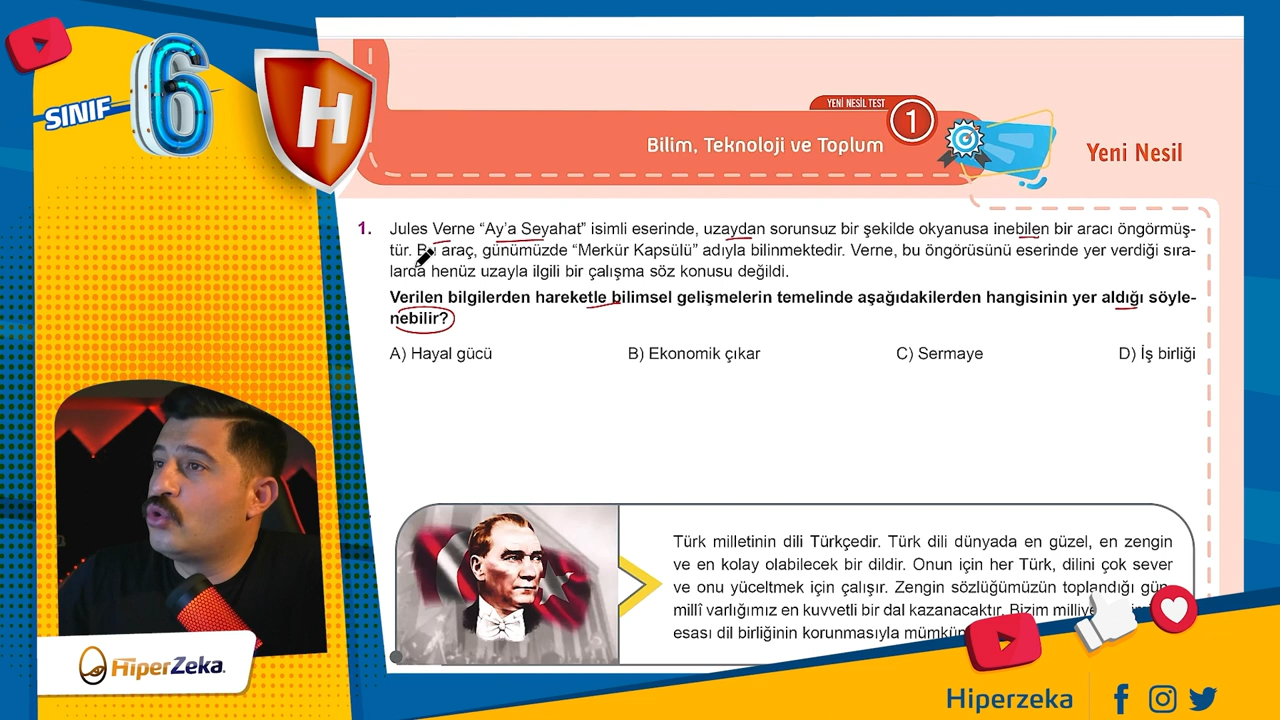 SINIF 6
H
YENİ NESİL TEST
1
Bilim, Teknoloji ve Toplum
Yeni Nesil
1. Jules Verne “Ay’a Seyahat” isimli eserinde, uzaydan sorunsuz bir şekilde okyanusa inebilen bir aracı öngörmüş-
tür. araç, günümüzde “Merkür Kapsülü” adıyla bilinmektedir. Verne, bu öngörüsünü eserinde yer verdiği sıra-
larda henüz uzayla ilgili bir çalışma söz konusu değildi.
Verilen bilgilerden hareketle bilimsel gelişmelerin temelinde aşağıdakilerden hangisinin yer aldığı söyle-
nebilir?
A) Hayal gücü B) Ekonomik çıkar C) Sermaye D) İş birliği
Türk milletinin dili Türkçedir. Türk dili dünyada en güzel, en zengin
ve en kolay olabilecek bir dildir. Onun için her Türk, dilini çok sever
ve onu yüceltmek için çalışır. Zengin sözlüğümüzün toplandığı gün,
millî varlığımız en kuvvetli bir dal kazanacaktır. Bizim
esası dil birliğinin korunmasıyla
HiperZeka.
Hiperzeka